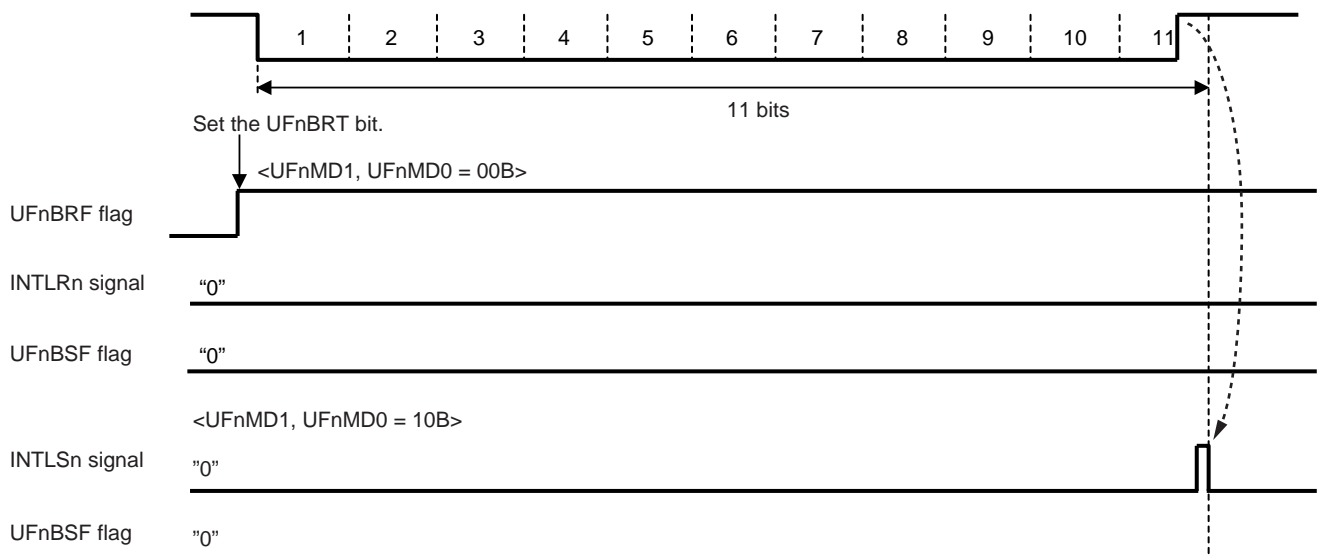 1 2 3 4 5 6 7 8 9 10 11
11 bits
Set the UFnBRT bit.
<UFnMD1, UFnMD0 = 00B>
UFnBRF flag
INTLRn signal “0”
UFnBSF flag “0”
<UFnMD1, UFnMD0 = 10B>
INTLSn signal ”0”
UFnBSF flag ”0”